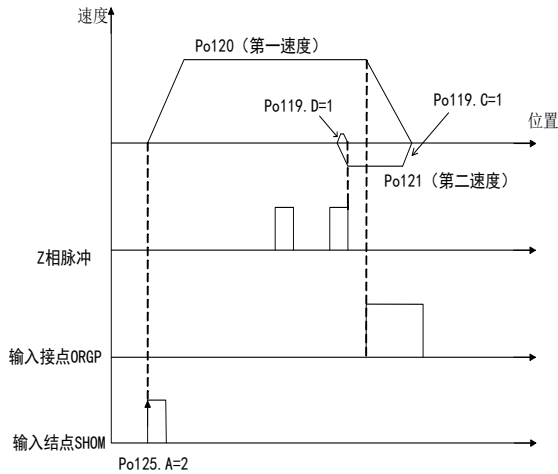 速度
Po120（第一速度）
Po119.D=1
Po119.C=1
位置
Po121（第二速度）
Z相脉冲
输入接点ORGP
输入结点SHOM
Po125.A=2